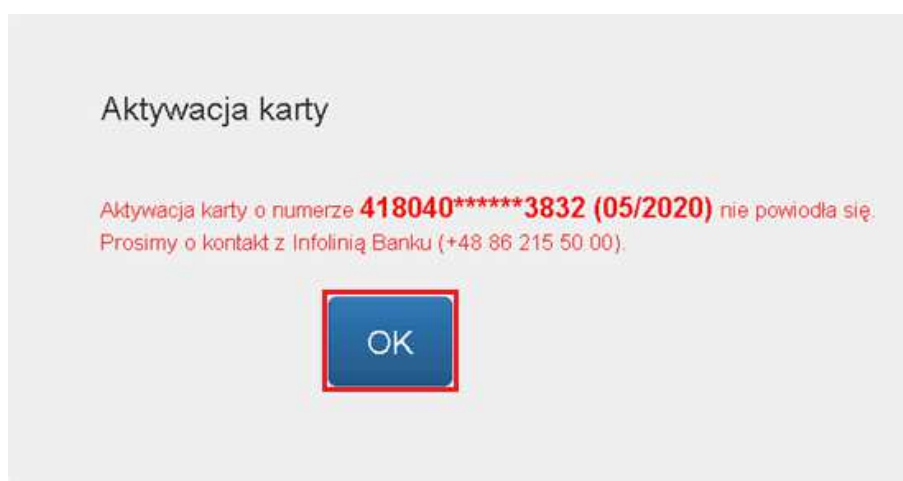 Aktywacja karty
Aktywacja karty o numerze 418040******3832 (05/2020) nie powiodła się.
Prosimy o kontakt z Infolinią Banku (+48 86 215 50 00).
OK